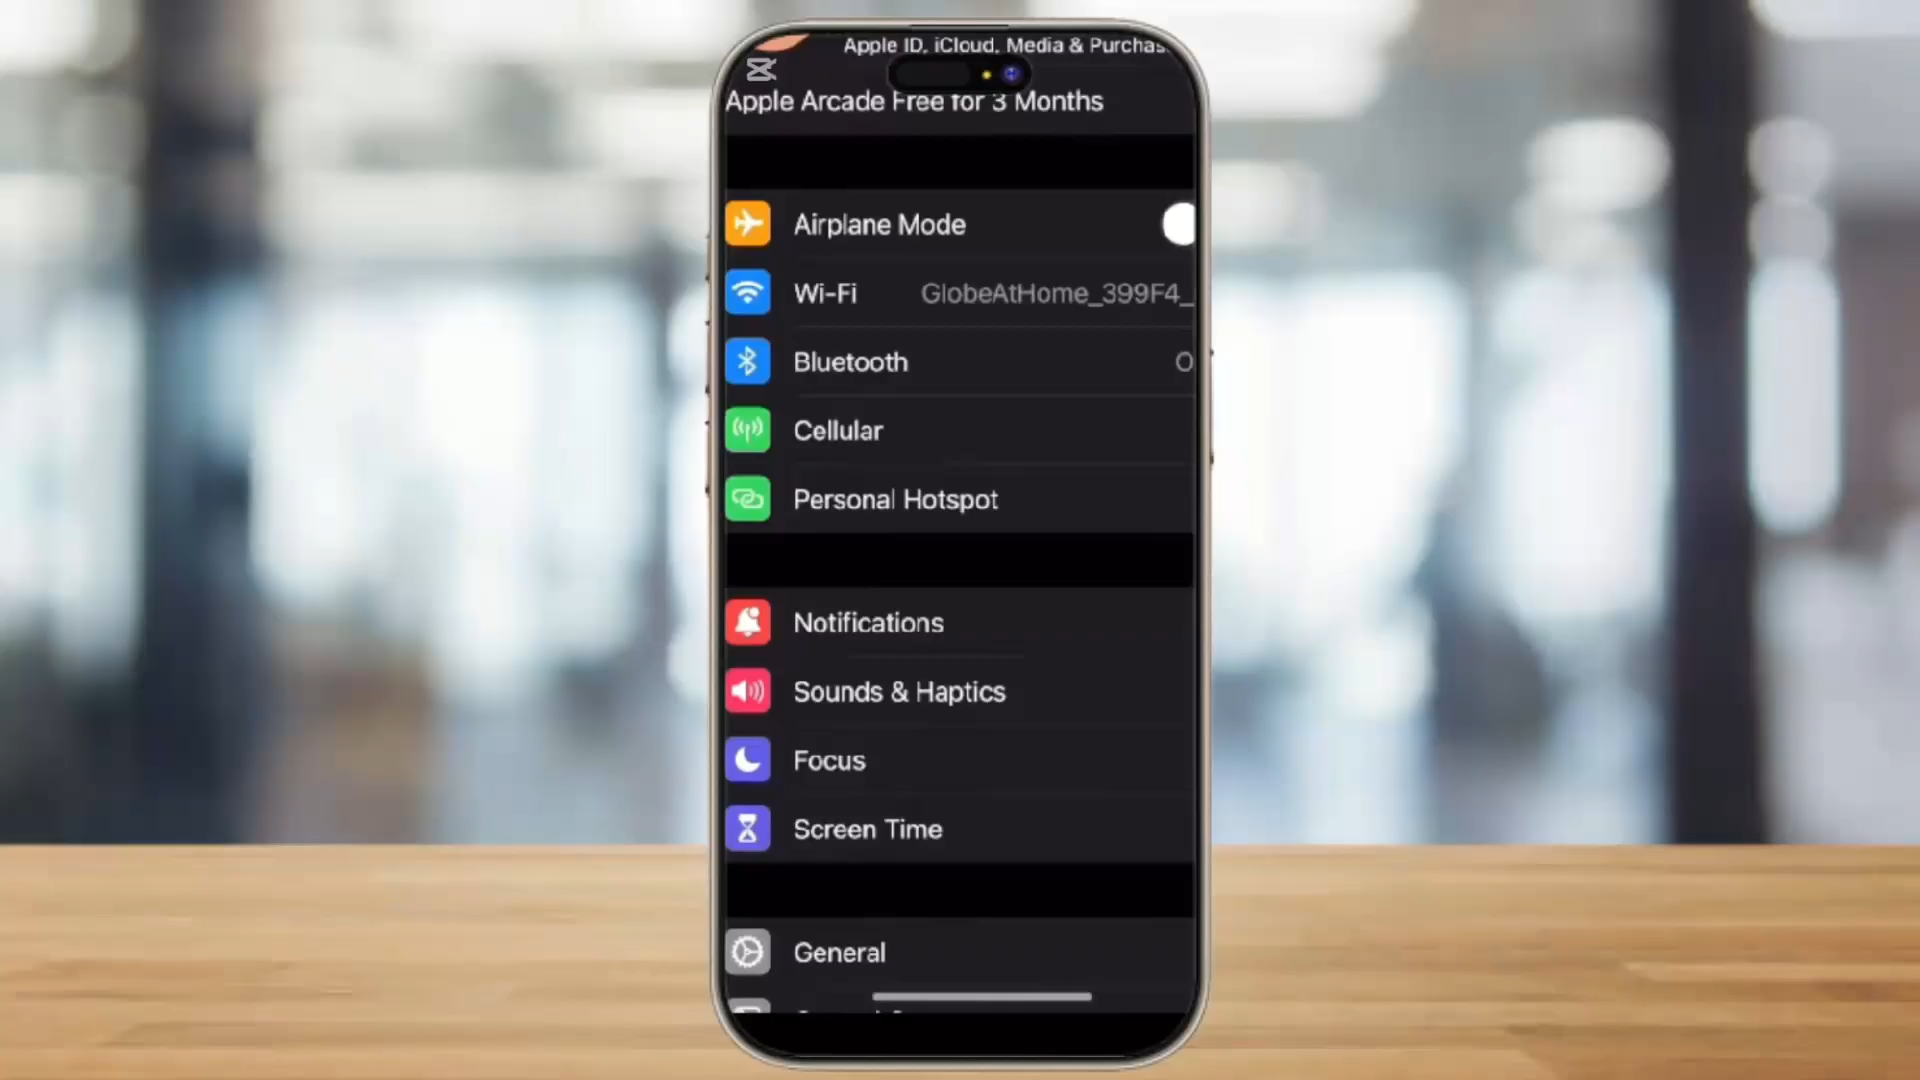 Apple ID, iCloud, Media & Purchas
Apple Arcade Free for 3 Months
Airplane Mode
Wi-Fi GlobeAtHome_399F4_
Bluetooth O
Cellular
Personal Hotspot
Notifications
Sounds & Haptics
Focus
Screen Time
General